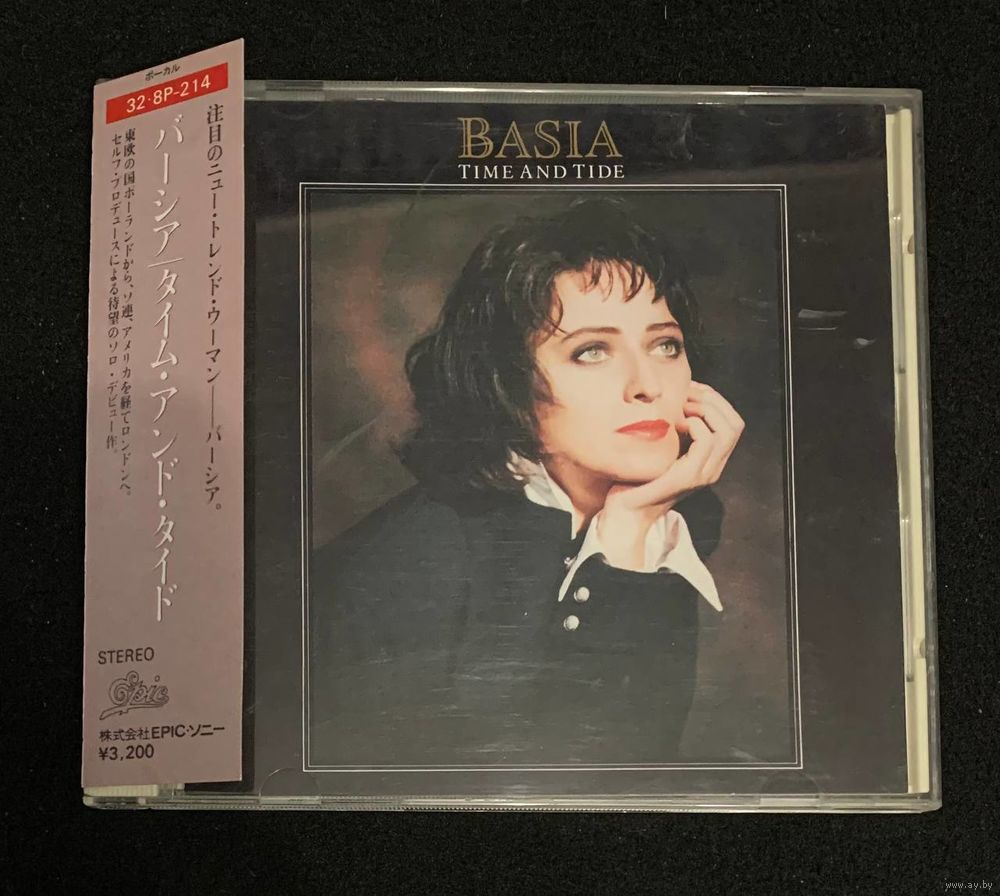 ボーカル
32・8P-214
注目のニュー・トレンド・ウーマン——バーシア。
バーシア／タイム・アンド・タイド
東欧の国ポーランドから、ソ連、アメリカを経てロンドンへ。
セルフ・プロデュースによる待望のソロ・デビュー作。
STEREO
Epic
株式会社EPIC・ソニー
¥3,200
BASIA
TIME AND TIDE
www.ay.by